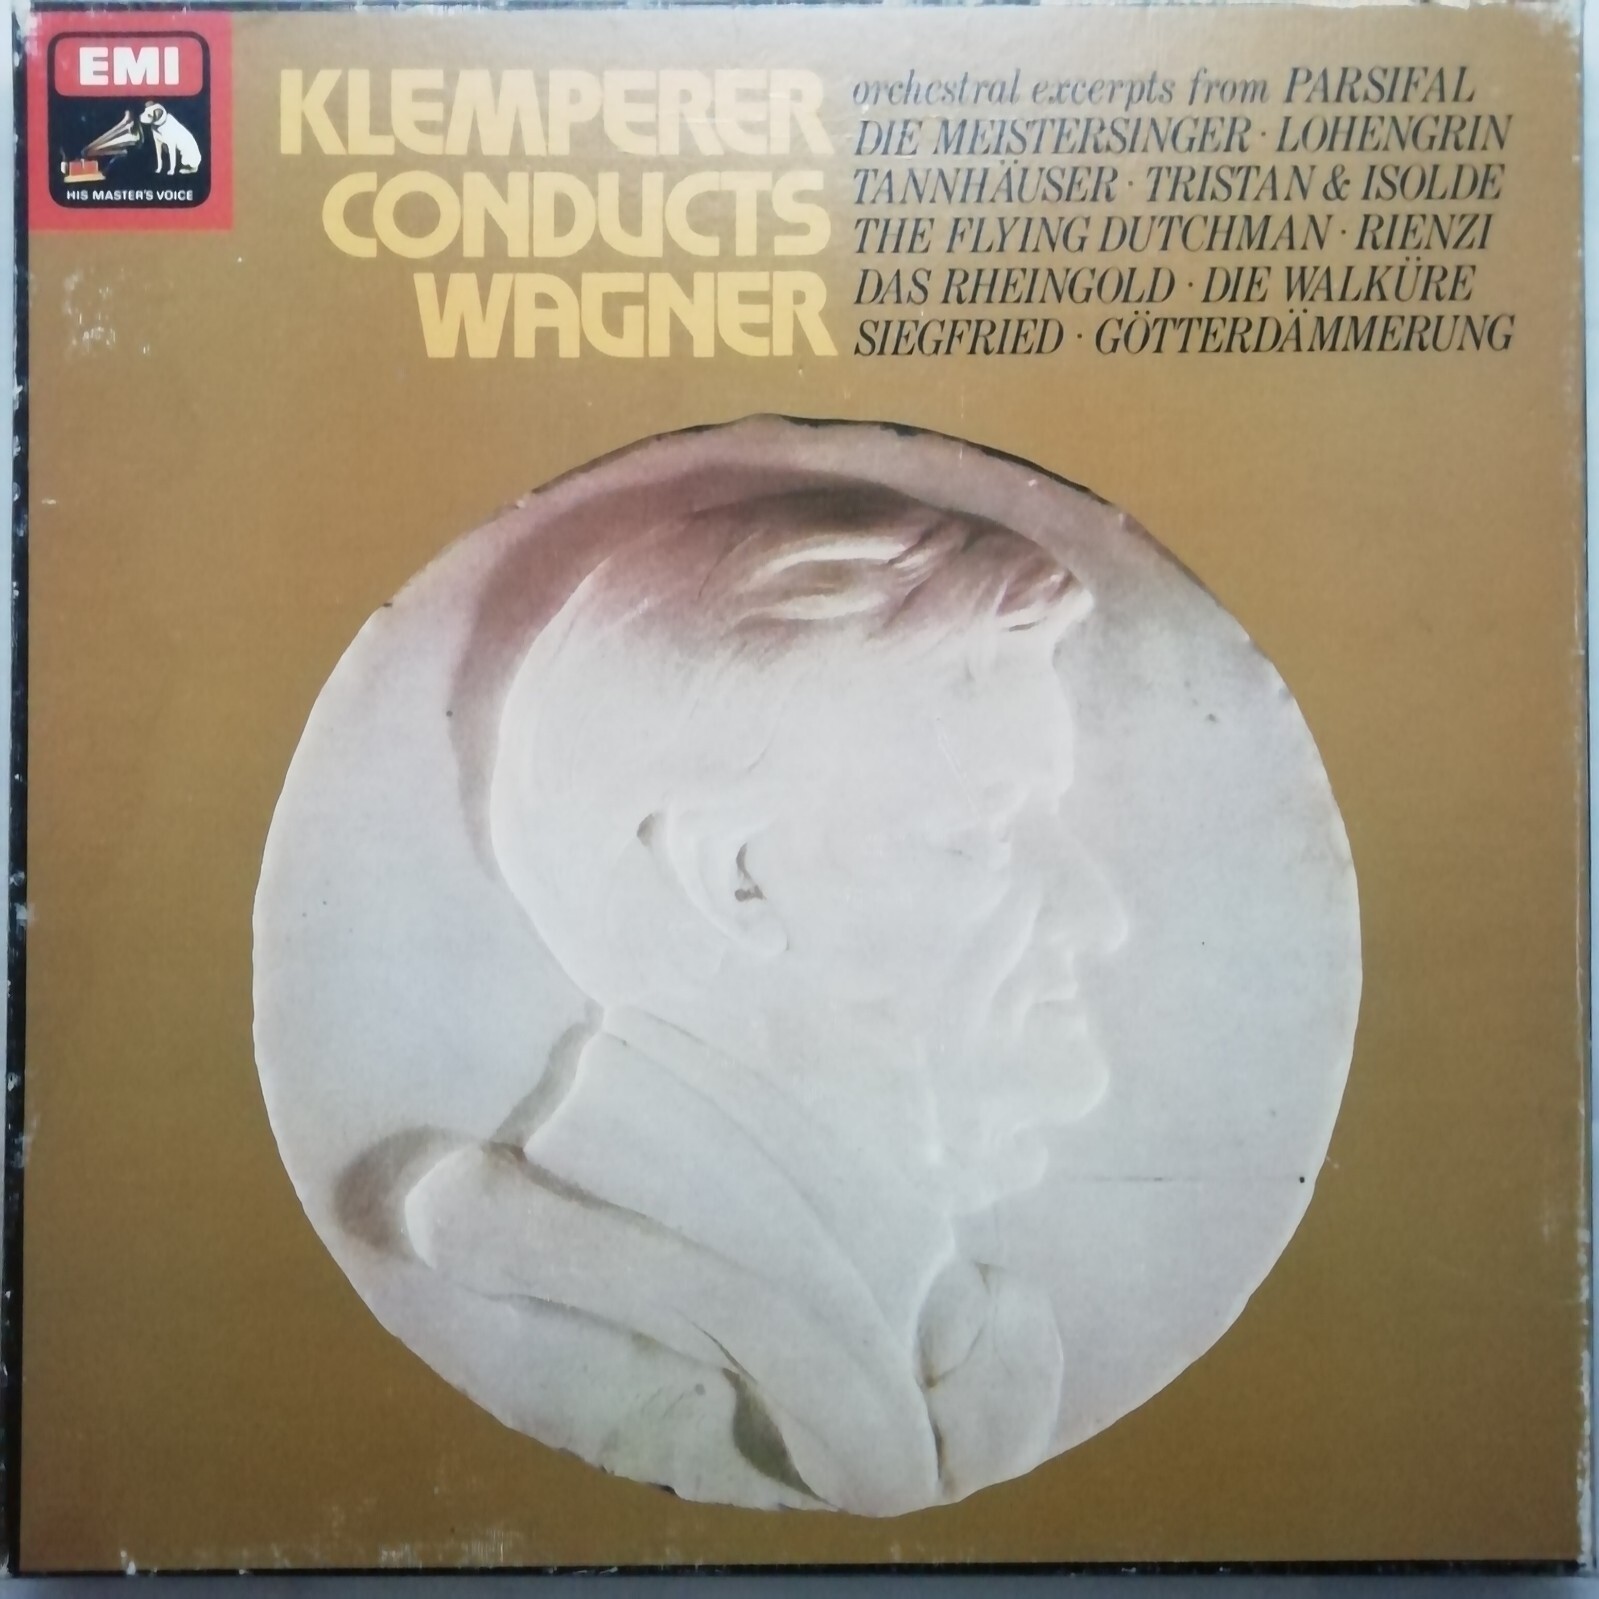 EMI
HIS MASTER'S VOICE
KLEMPERER
CONDUCTS
WAGNER
orchestral excerpts from PARSIFAL
DIE MEISTERSINGER · LOHENGRIN
TANNHÄUSER · TRISTAN & ISOLDE
THE FLYING DUTCHMAN · RIENZI
DAS RHEINGOLD · DIE WALKÜRE
SIEGFRIED · GÖTTERDÄMMERUNG